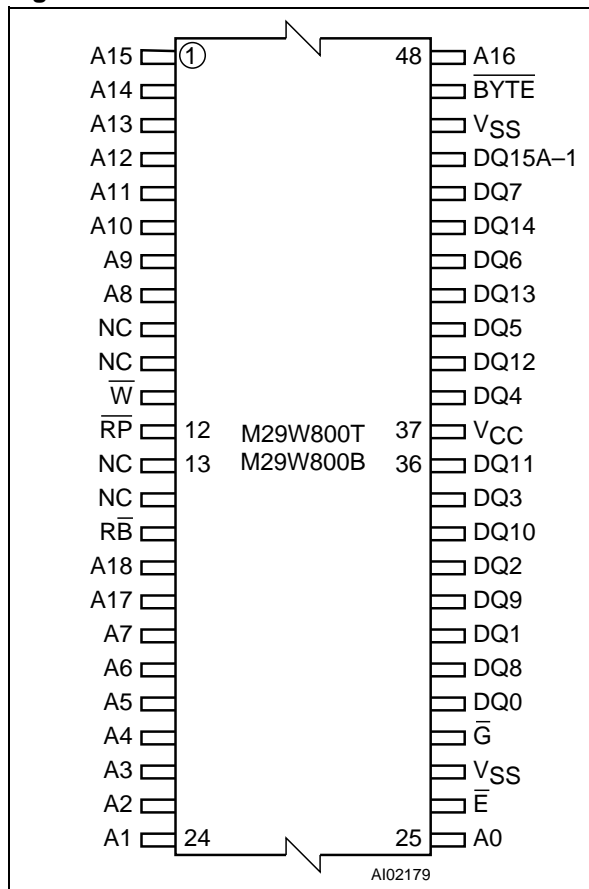 A15 ① 48 A16
A14 B̅Y̅T̅E̅
A13 VSS
A12 DQ15A–1
A11 DQ7
A10 DQ14
A9 DQ6
A8 DQ13
NC DQ5
NC DQ12
W̅ DQ4
R̅P̅ 12 M29W800T 37 VCC
NC 13 M29W800B 36 DQ11
NC DQ3
RB̅ DQ10
A18 DQ2
A17 DQ9
A7 DQ1
A6 DQ8
A5 DQ0
A4 G̅
A3 VSS
A2 E̅
A1 24 25 A0
AI02179